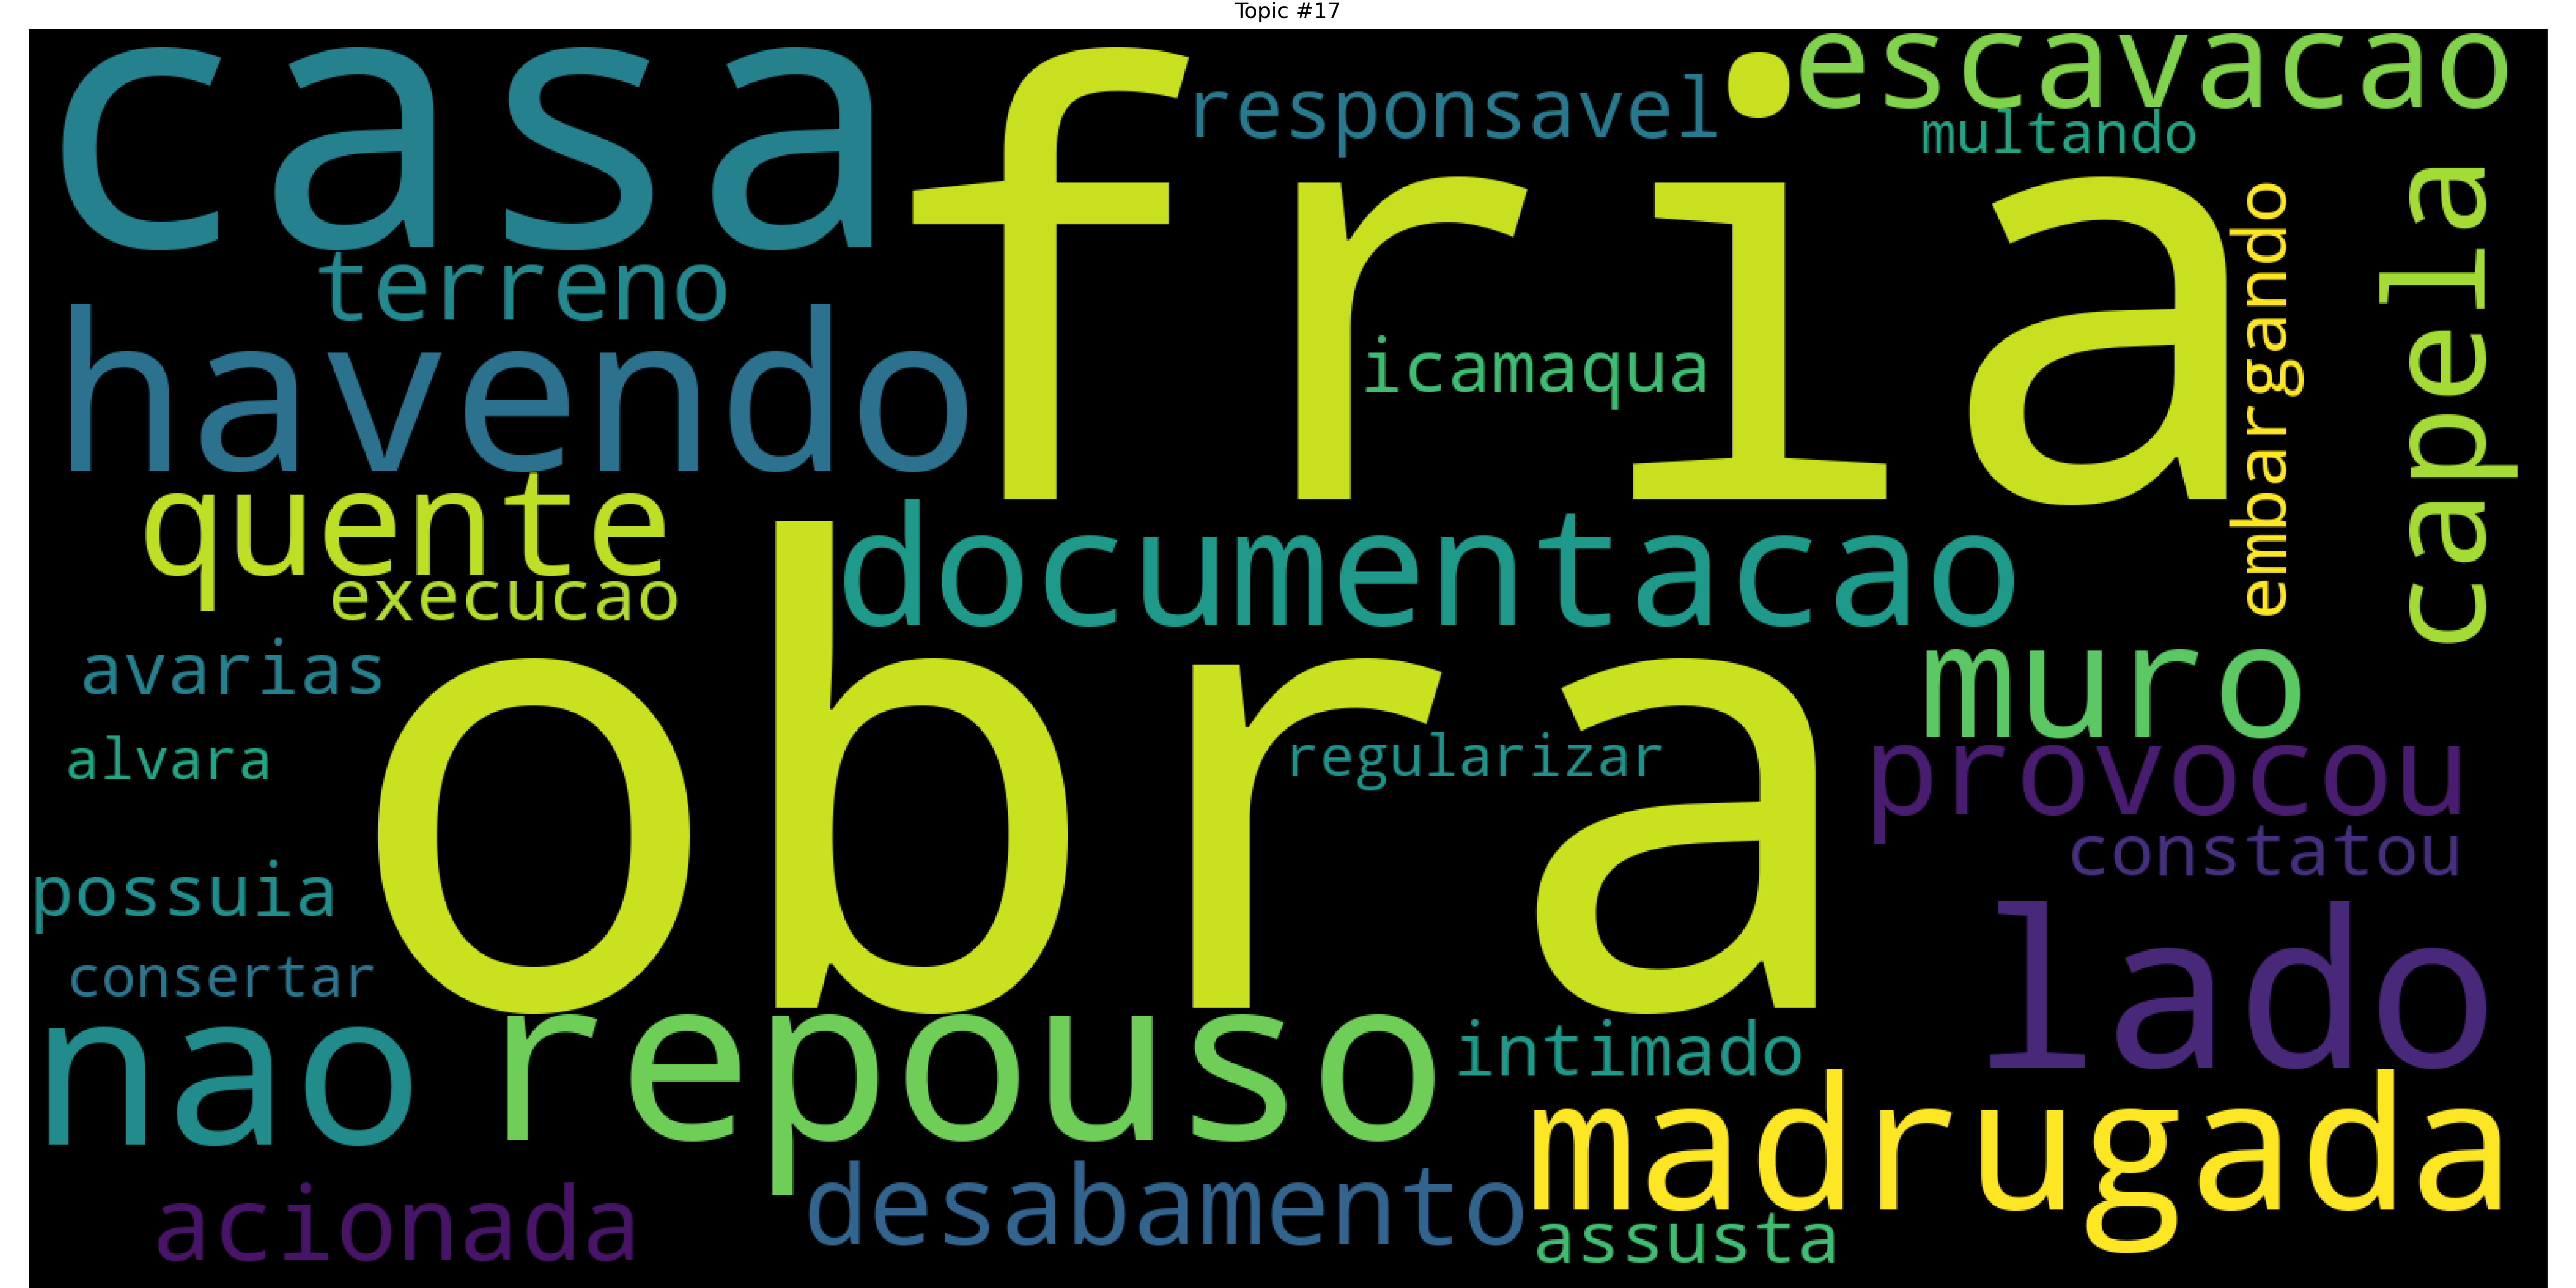 Topic #17
casa
fria
responsavel
escavacao
multando
terreno
havendo
icamaqua
embargando
capela
quente
execucao
documentacao
obra
avarias
alvara
regularizar
muro
provocou
constatou
possuia
consertar
lado
nao
repouso
intimado
madrugada
acionada
desabamento
assusta